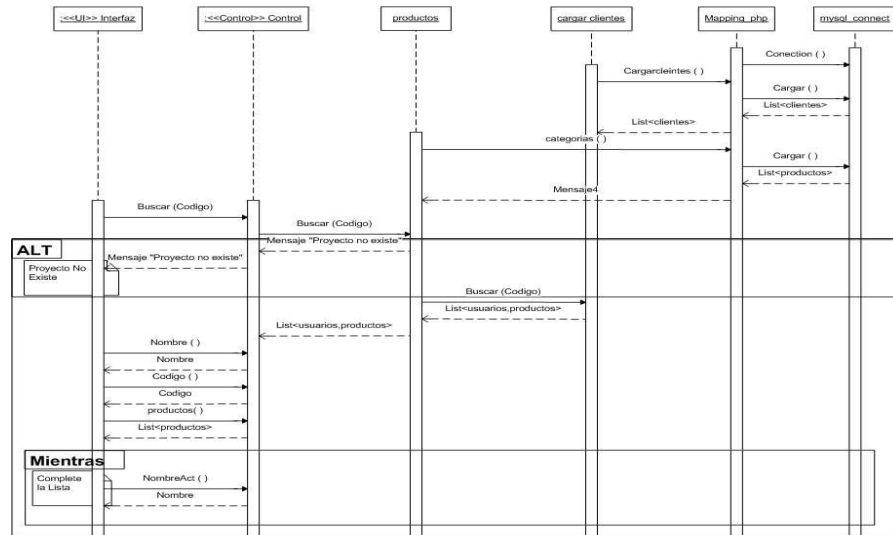 :<<UI>> Interfaz
:<<Control>> Control
productos
cargar clientes
Mapping_php
mysql_connect
Conection ( )
Cargarcleintes ( )
Cargar ( )
List<clientes>
List<clientes>
categorias ( )
Cargar ( )
List<productos>
Mensaje4
Buscar (Codigo)
Buscar (Codigo)
Mensaje "Proyecto no existe"
ALT
Mensaje "Proyecto no existe"
Proyecto No
Existe
Buscar (Codigo)
List<usuarios,productos>
List<usuarios,productos>
Nombre ( )
Nombre
Codigo ( )
Codigo
productos( )
List<productos>
Mientras
Complete
la Lista
NombreAct ( )
Nombre